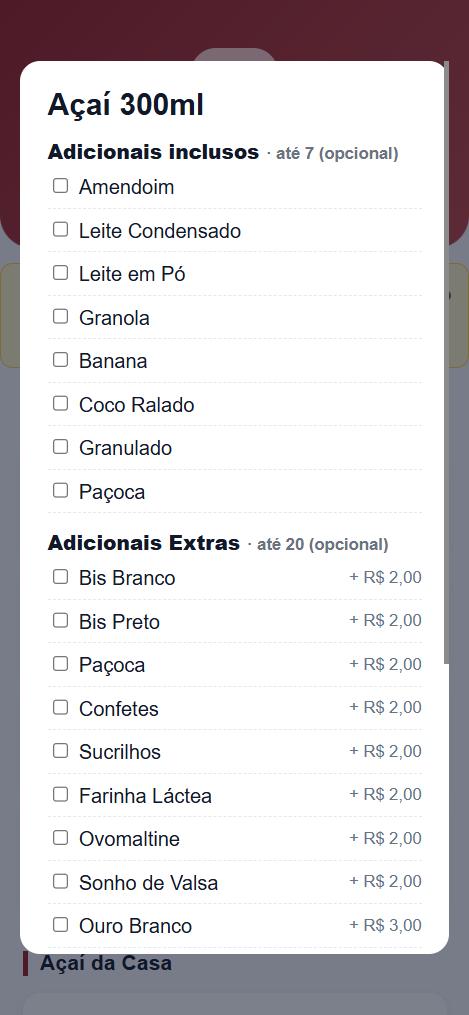 Açaí 300ml
Adicionais inclusos · até 7 (opcional)
Amendoim
Leite Condensado
Leite em Pó
Granola
Banana
Coco Ralado
Granulado
Paçoca
Adicionais Extras · até 20 (opcional)
Bis Branco + R$ 2,00
Bis Preto + R$ 2,00
Paçoca + R$ 2,00
Confetes + R$ 2,00
Sucrilhos + R$ 2,00
Farinha Láctea + R$ 2,00
Ovomaltine + R$ 2,00
Sonho de Valsa + R$ 2,00
Ouro Branco + R$ 3,00
Açaí da Casa